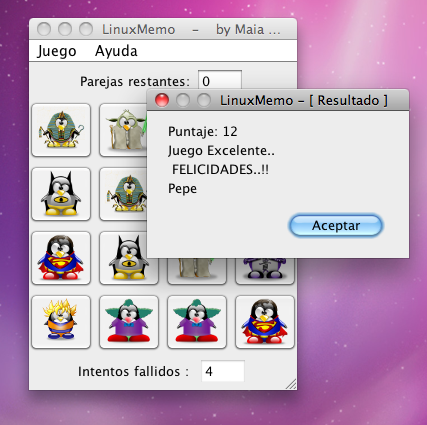 LinuxMemo - by Maia ...
Juego Ayuda
Parejas restantes: 0
LinuxMemo - [ Resultado ]
Puntaje: 12
Juego Excelente..
FELICIDADES..!!
Pepe
Aceptar
Intentos fallidos : 4